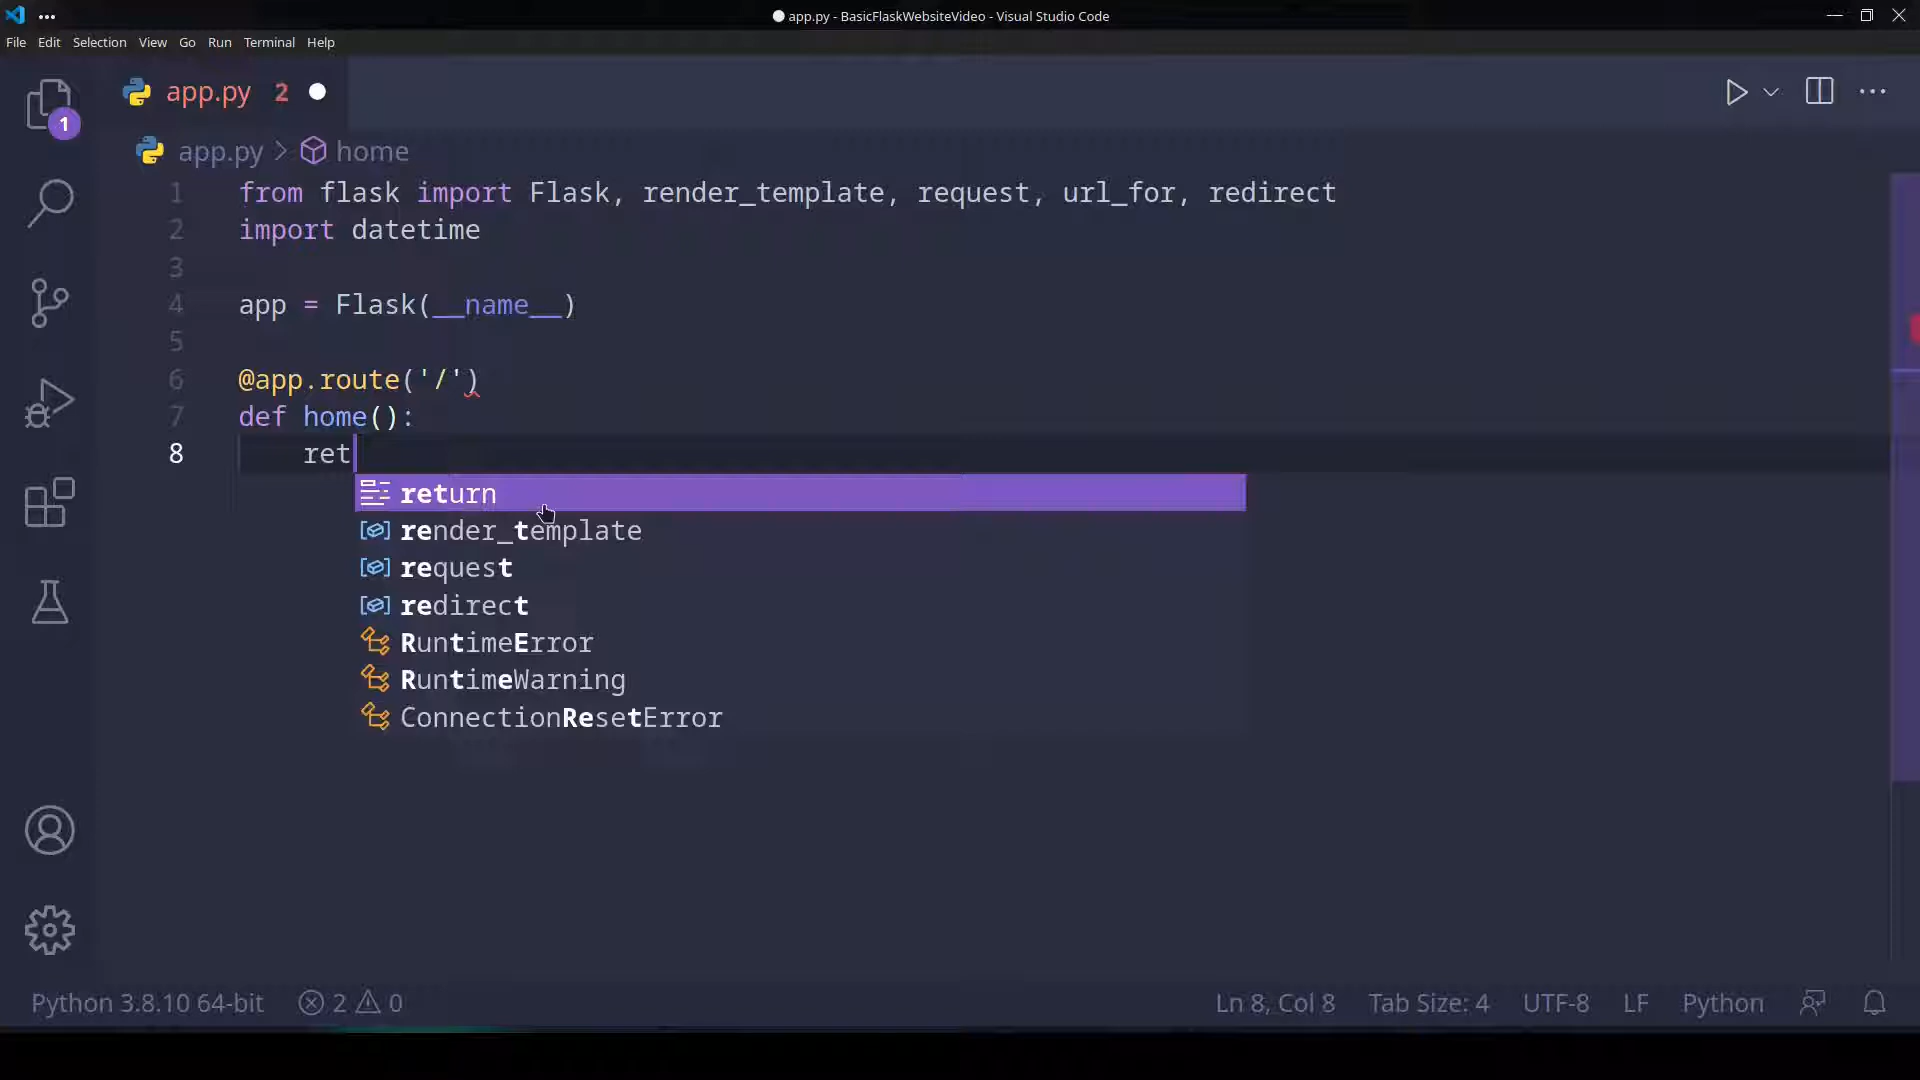 app.py - BasicFlaskWebsiteVideo - Visual Studio Code
File Edit Selection View Go Run Terminal Help
app.py 2
1
app.py > home
1 from flask import Flask, render_template, request, url_for, redirect
2 import datetime
3
4 app = Flask(__name__)
5
6 @app.route('/')
7 def home():
8 ret
return
render_template
request
redirect
RuntimeError
RuntimeWarning
ConnectionResetError
Python 3.8.10 64-bit 2 0 Ln 8, Col 8 Tab Size: 4 UTF-8 LF Python